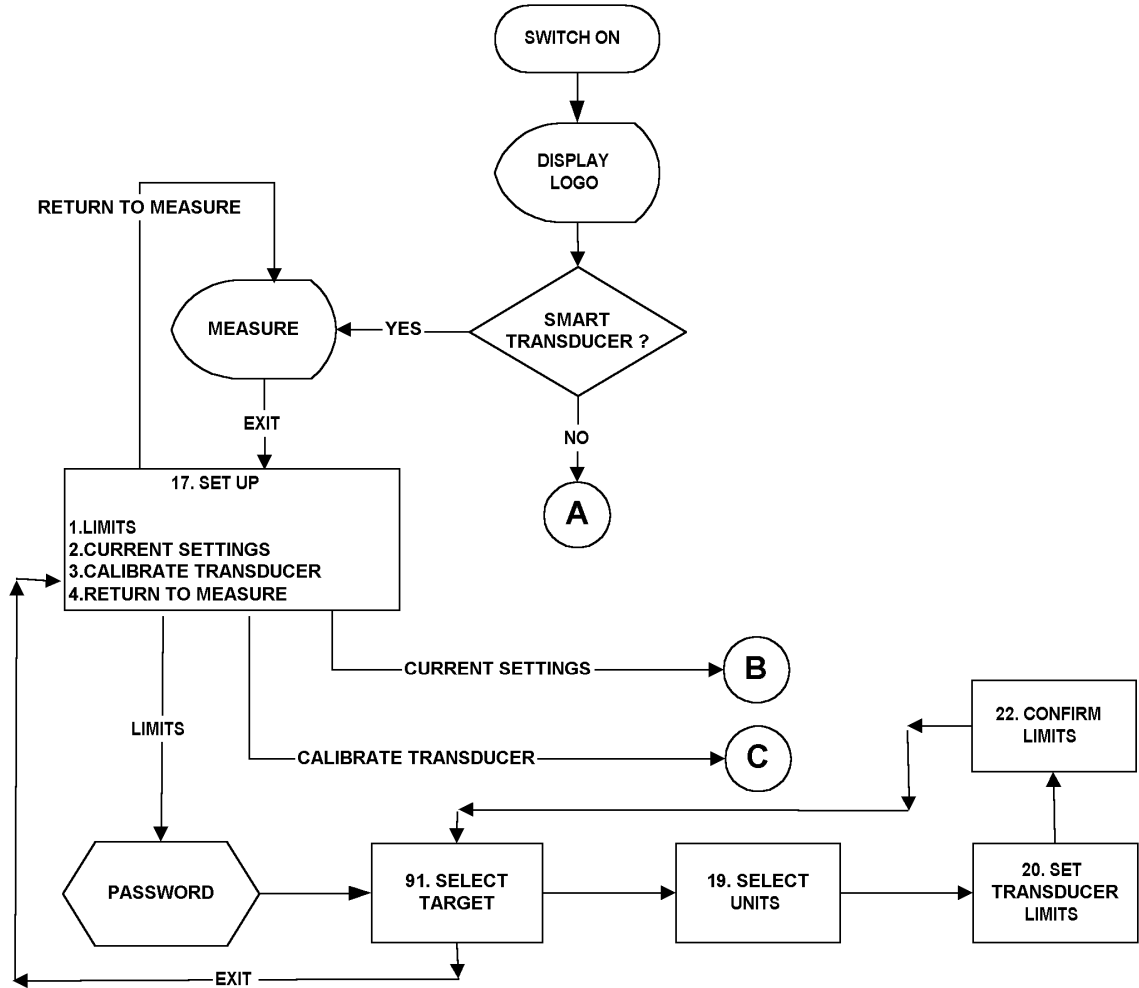 SWITCH ON
DISPLAY
LOGO
RETURN TO MEASURE
MEASURE
YES
SMART
TRANSDUCER ?
EXIT
NO
A
17. SET UP
1.LIMITS
2.CURRENT SETTINGS
3.CALIBRATE TRANSDUCER
4.RETURN TO MEASURE
CURRENT SETTINGS
B
LIMITS
CALIBRATE TRANSDUCER
C
22. CONFIRM
LIMITS
PASSWORD
91. SELECT
TARGET
19. SELECT
UNITS
20. SET
TRANSDUCER
LIMITS
EXIT